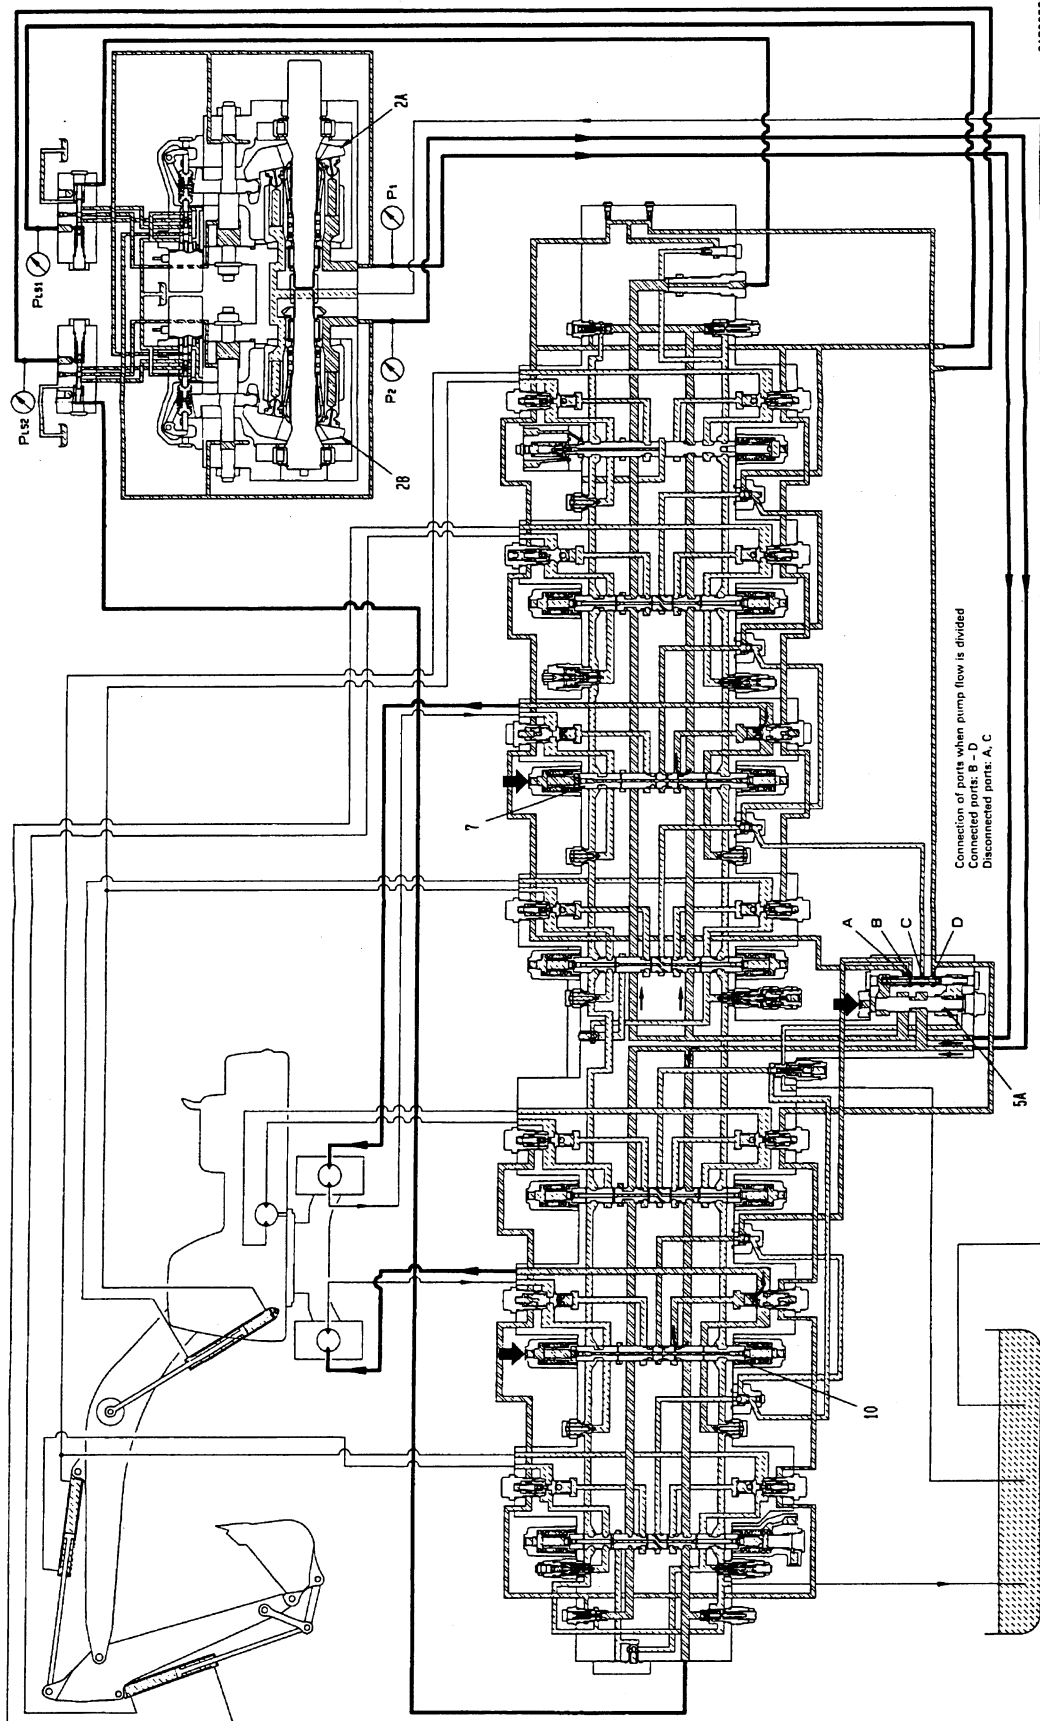 PLS1
PLS2
2A
P1
P2
2B
7
Connection of ports when pump flow is divided
Connected ports: B – D
Disconnected ports: A, C
A
B
C
D
5A
10